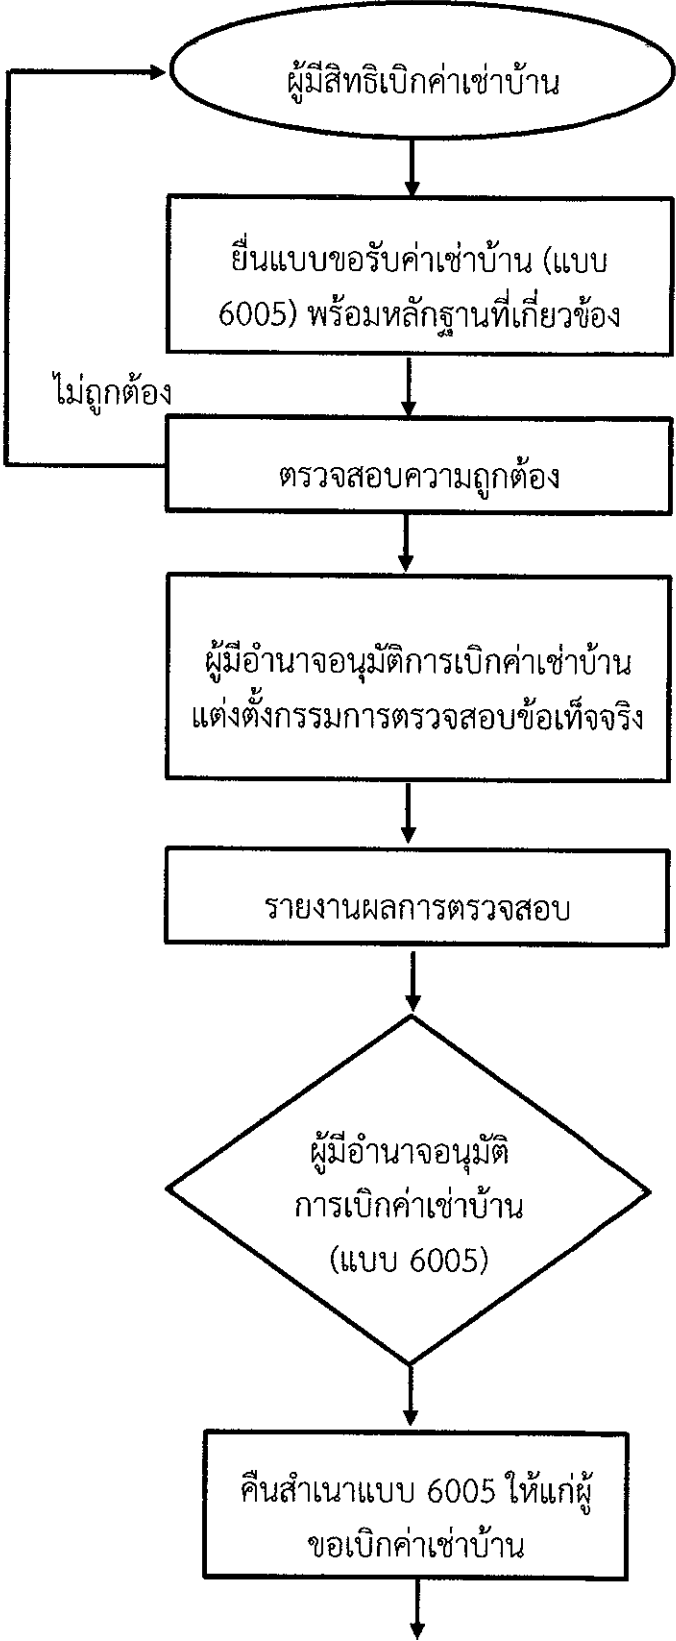 ผู้มีสิทธิเบิกค่าเช่าบ้าน
ยื่นแบบขอรับค่าเช่าบ้าน (แบบ
6005) พร้อมหลักฐานที่เกี่ยวข้อง
ไม่ถูกต้อง
ตรวจสอบความถูกต้อง
ผู้มีอำนาจอนุมัติการเบิกค่าเช่าบ้าน
แต่งตั้งกรรมการตรวจสอบข้อเท็จจริง
รายงานผลการตรวจสอบ
ผู้มีอำนาจอนุมัติ
การเบิกค่าเช่าบ้าน
(แบบ 6005)
คืนสำเนาแบบ 6005 ให้แก่ผู้
ขอเบิกค่าเช่าบ้าน